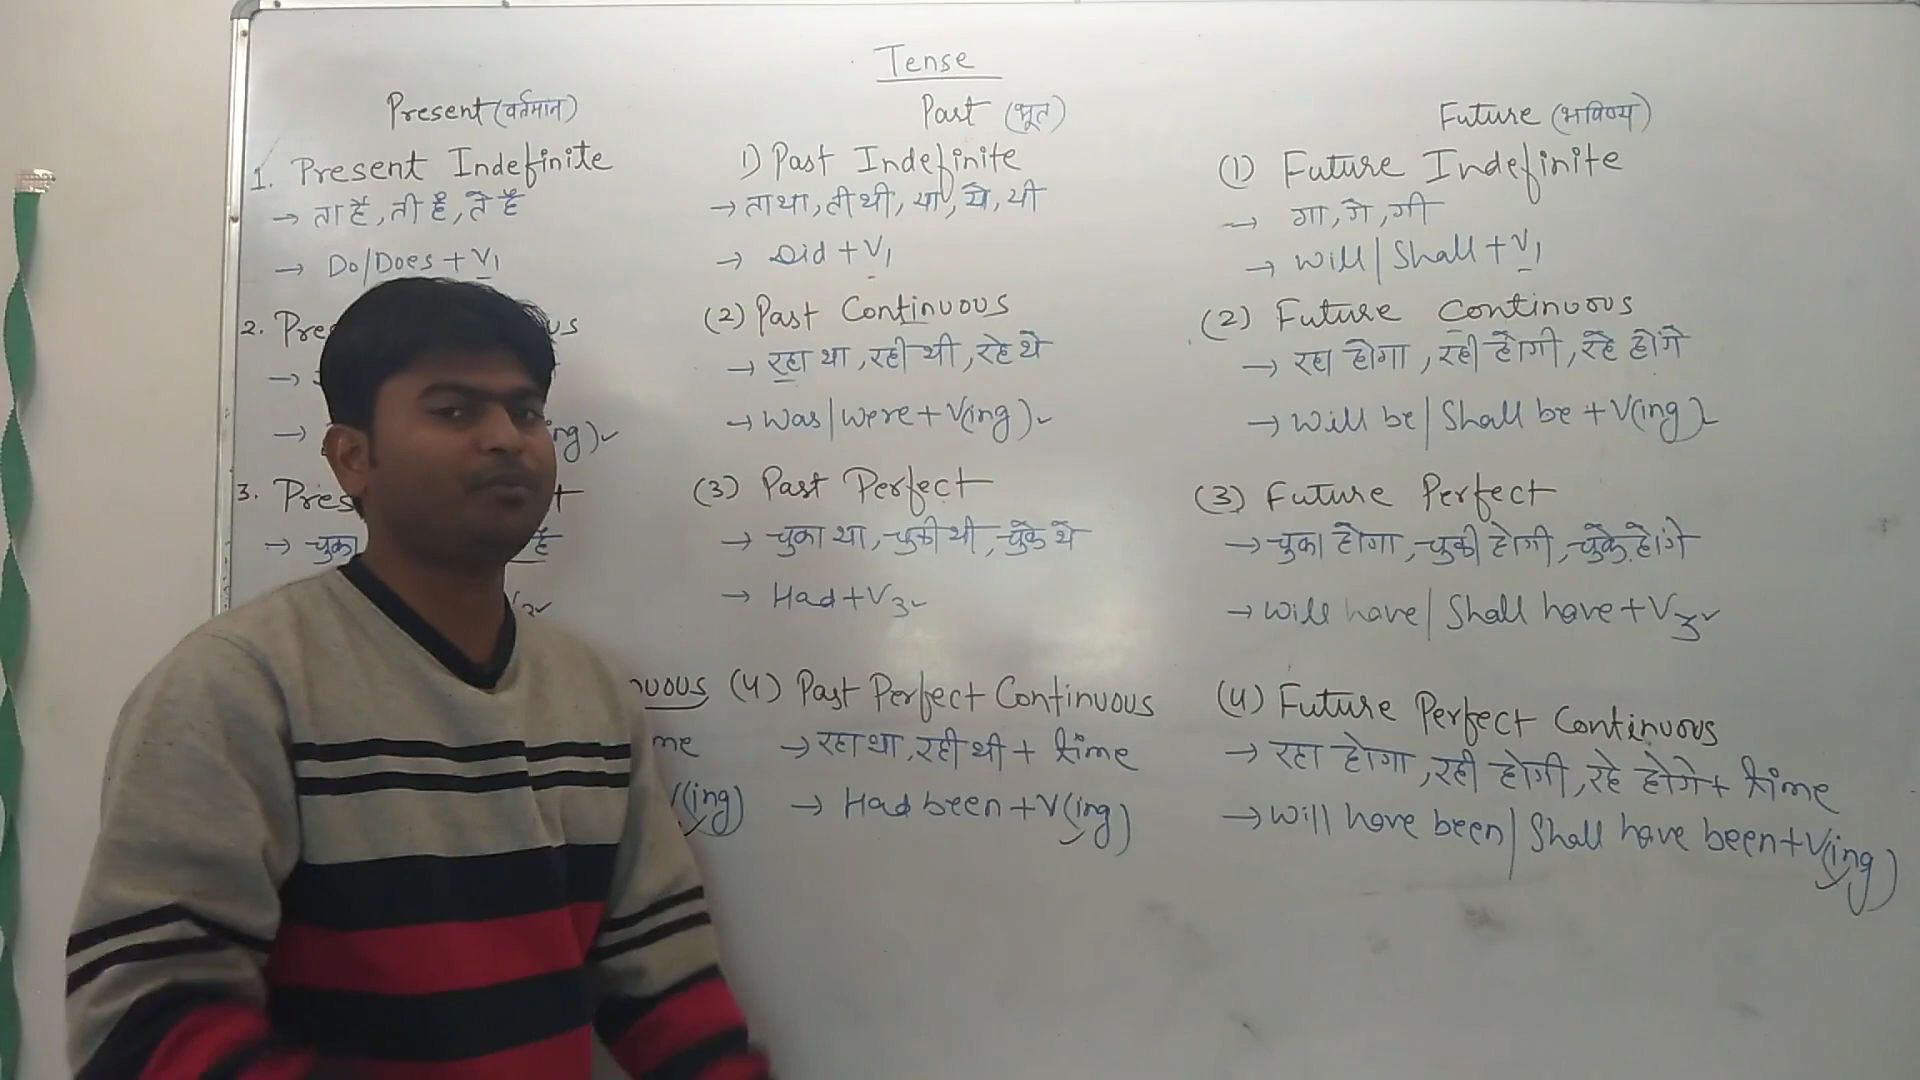 Tense
Present (वर्तमान)
1. Present Indefinite
→ ता है, ती है, ते है
→ Do/Does + V1
2. Pre us
→
→ ing)
3. Pres t
→ चुका है
uous
me
(ing)
Past (भूत)
1) Past Indefinite
→ ता था, ती थी, या, ये, यी
→ Did + V1
(2) Past Continuous
→ रहा था, रही थी, रहे थे
→ Was/were + V(ing)
(3) Past Perfect
→ चुका था, चुकी थी, चुके थे
→ Had + V3
(4) Past Perfect Continuous
→ रहा था, रही थी + time
→ Had been + V(ing)
Future (भविष्य)
(1) Future Indefinite
→ गा, गे, गी
→ Will/Shall + V1
(2) Future Continuous
→ रहा होगा, रही होगी, रहे होंगे
→ Will be/Shall be + V(ing)
(3) Future Perfect
→ चुका होगा, चुकी होगी, चुके होंगे
→ Will have/Shall have + V3
(4) Future Perfect Continuous
→ रहा होगा, रही होगी, रहे होगे + time
→ Will have been/Shall have been + V(ing)